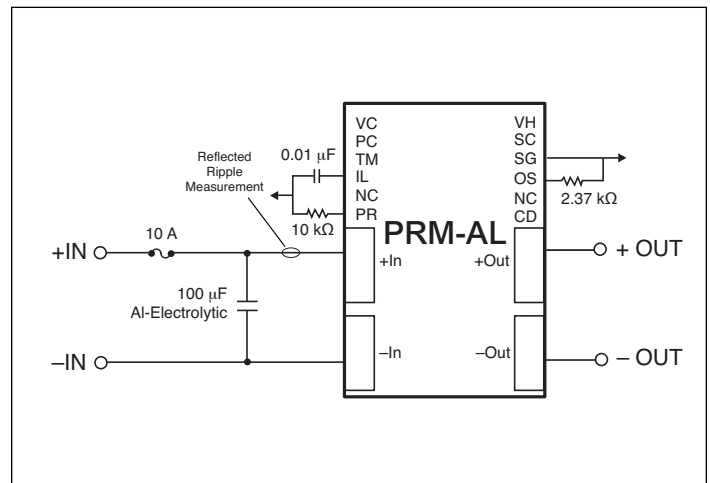 VC
PC
TM
IL
NC
PR
VH
SC
SG
OS
NC
CD
0.01 μF
10 kΩ
2.37 kΩ
Reflected
Ripple
Measurement
PRM-AL
10 A
+IN
+In
+Out
+ OUT
100 μF
Al-Electrolytic
–IN
–In
–Out
– OUT